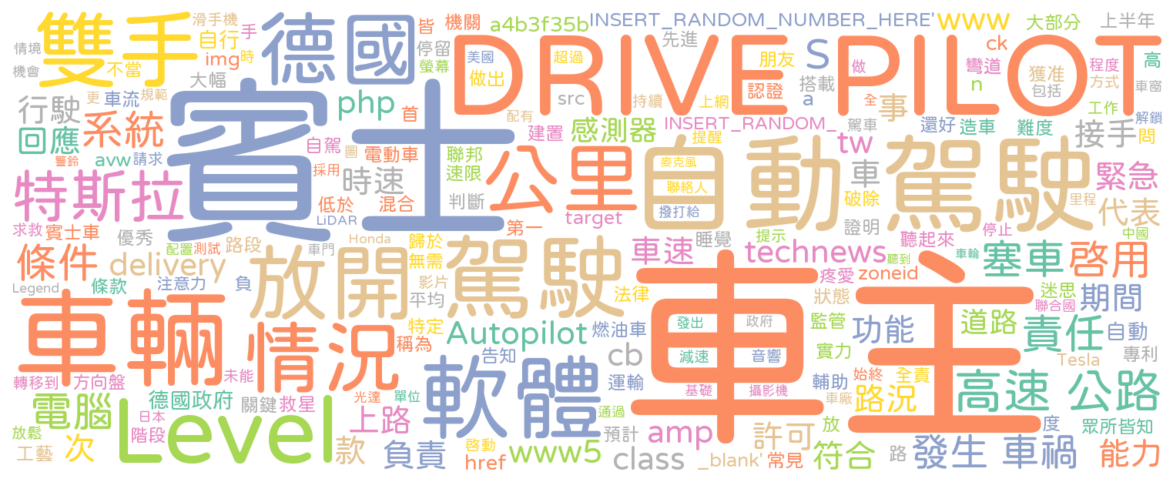 滑手機 手 皆 機關 a4b3f35b INSERT_RANDOM_NUMBER_HERE' www 大部分 上半年
情境 雙手 自行 時 德國 停留 美國 超過 先進 朋友 S ck 彎道 程度 高
機會 不當 img 螢幕 做出 DRIVE PILOT 認證 搭載 做 n 獲准 方式 車窗
大幅 賓士 配有 src 持續 上網 a 全 事 包括 工作 解鎖
行駛 更 車流 規範 php 首 建置 INSERT_RANDOM_ 提醒 駕車 還好 造車 難度 接手 問
回應 系統 自駕 電動車 聯邦 感測器 tw
豐鈴 avw 請求 圖 時速 速限 公里 麥克風 自動駕駛 車 緊急
特斯拉 採用 低於 混合 判斷 聯絡人 破除 里程 代表
求救 賓士車 LiDAR target 撥打給 證明
優秀 配置 測試 路段 車門 Honda 歸於 第一 車速 睡覺 提示 聽起來 停止 中國
條件 delivery 放開 駕駛 無需 影片 technews 聽到 車輪 塞車 啓用
Legend 條款 注意力 負 平均 法律 疼愛 zoneid 迷思 聯合國
車輛 情況 特定 Autopilot 燃油車 發出 政府 車主 狀態 監管 功能 道路 期間
稱為 告知 減速 音響 實力 責任 自動
轉移到 方向盤 未能 軟體 cb 運輸 基礎 攝影機 輔助 始終 全責 Tesla 專利
電腦 德國政府 關鍵 救星 光達 單位 車廠 路況 高速 公路
放鬆 日本 Level 上路 通過 預計 amp 許可 放 度 眾所皆知
工藝 次 階段 款 負責 啓動 href www5 class _blank' 常見 符合 路 發生 車禍 能力